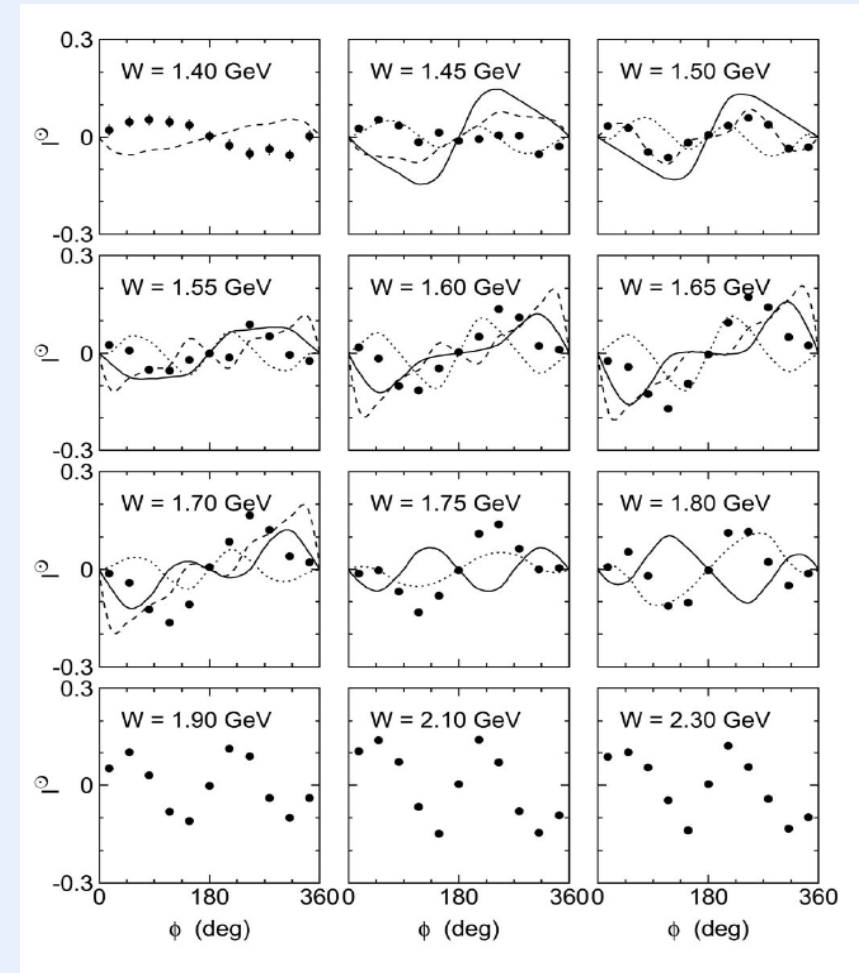 0.3
W = 1.40 GeV W = 1.45 GeV W = 1.50 GeV
I⊙ 0
-0.3
0.3
W = 1.55 GeV W = 1.60 GeV W = 1.65 GeV
I⊙ 0
-0.3
0.3
W = 1.70 GeV W = 1.75 GeV W = 1.80 GeV
I⊙ 0
-0.3
0.3
W = 1.90 GeV W = 2.10 GeV W = 2.30 GeV
I⊙ 0
-0.3
0 180 360 0 180 360 0 180 360
ϕ (deg) ϕ (deg) ϕ (deg)